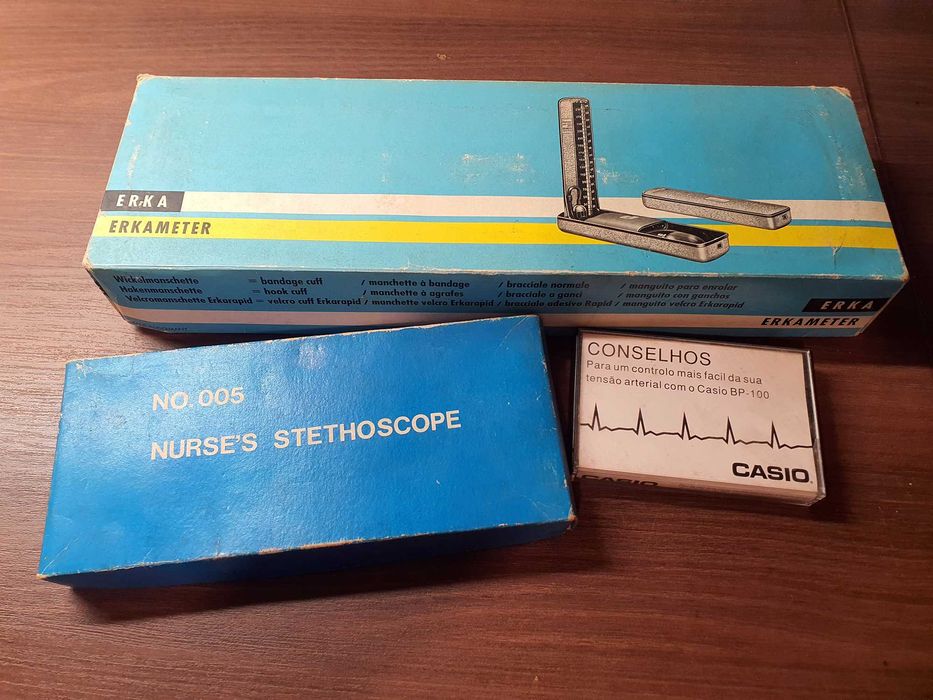 ERKA
ERKAMETER
Wickelmanschette = bandage cuff / manchette à bandage / bracciale normale / manguito para enrolar
Hakenmanschette = hook cuff / manchette à agrafes / bracciale a ganci / manguito con ganchos
Velcromanschette Erkarapid = velcro cuff Erkarapid / manchette velcro Erkarapid / bracciale adesivo Rapid / manguito velcro Erkarapid
ERKA
ERKAMETER
NO. 005
NURSE'S STETHOSCOPE
CONSELHOS
Para um controlo mais facil da sua
tensão arterial com o Casio BP-100
CASIO
CASIO